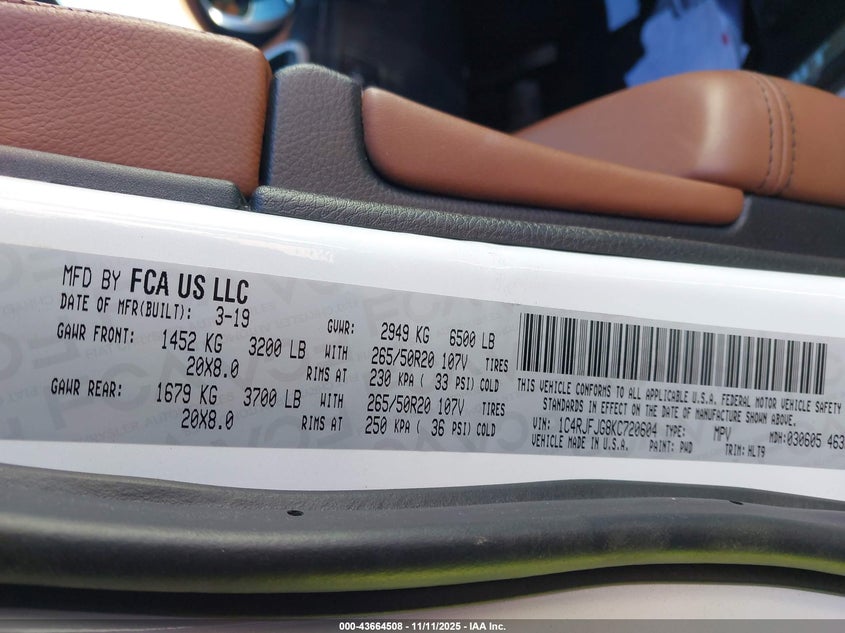 MFD BY FCA US LLC
DATE OF MFR(BUILT): 3-19 GVWR: 2949 KG 6500 LB
GAWR FRONT: 1452 KG 3200 LB WITH 265/50R20 107V TIRES
20X8.0 RIMS AT 230 KPA ( 33 PSI) COLD
GAWR REAR: 1679 KG 3700 LB WITH 265/50R20 107V TIRES
20X8.0 RIMS AT 250 KPA ( 36 PSI) COLD
THIS VEHICLE CONFORMS TO ALL APPLICABLE U.S.A. FEDERAL MOTOR VEHICLE SAFETY
STANDARDS IN EFFECT ON THE DATE OF MANUFACTURE SHOWN ABOVE.
VIN: 1C4RJFJG8KC720604 TYPE: MPV MDH:030605 463
VEHICLE MADE IN U.S.A. PAINT: PWD TRIM: HLT9
000-43664508 - 11/11/2025 - IAA Inc.